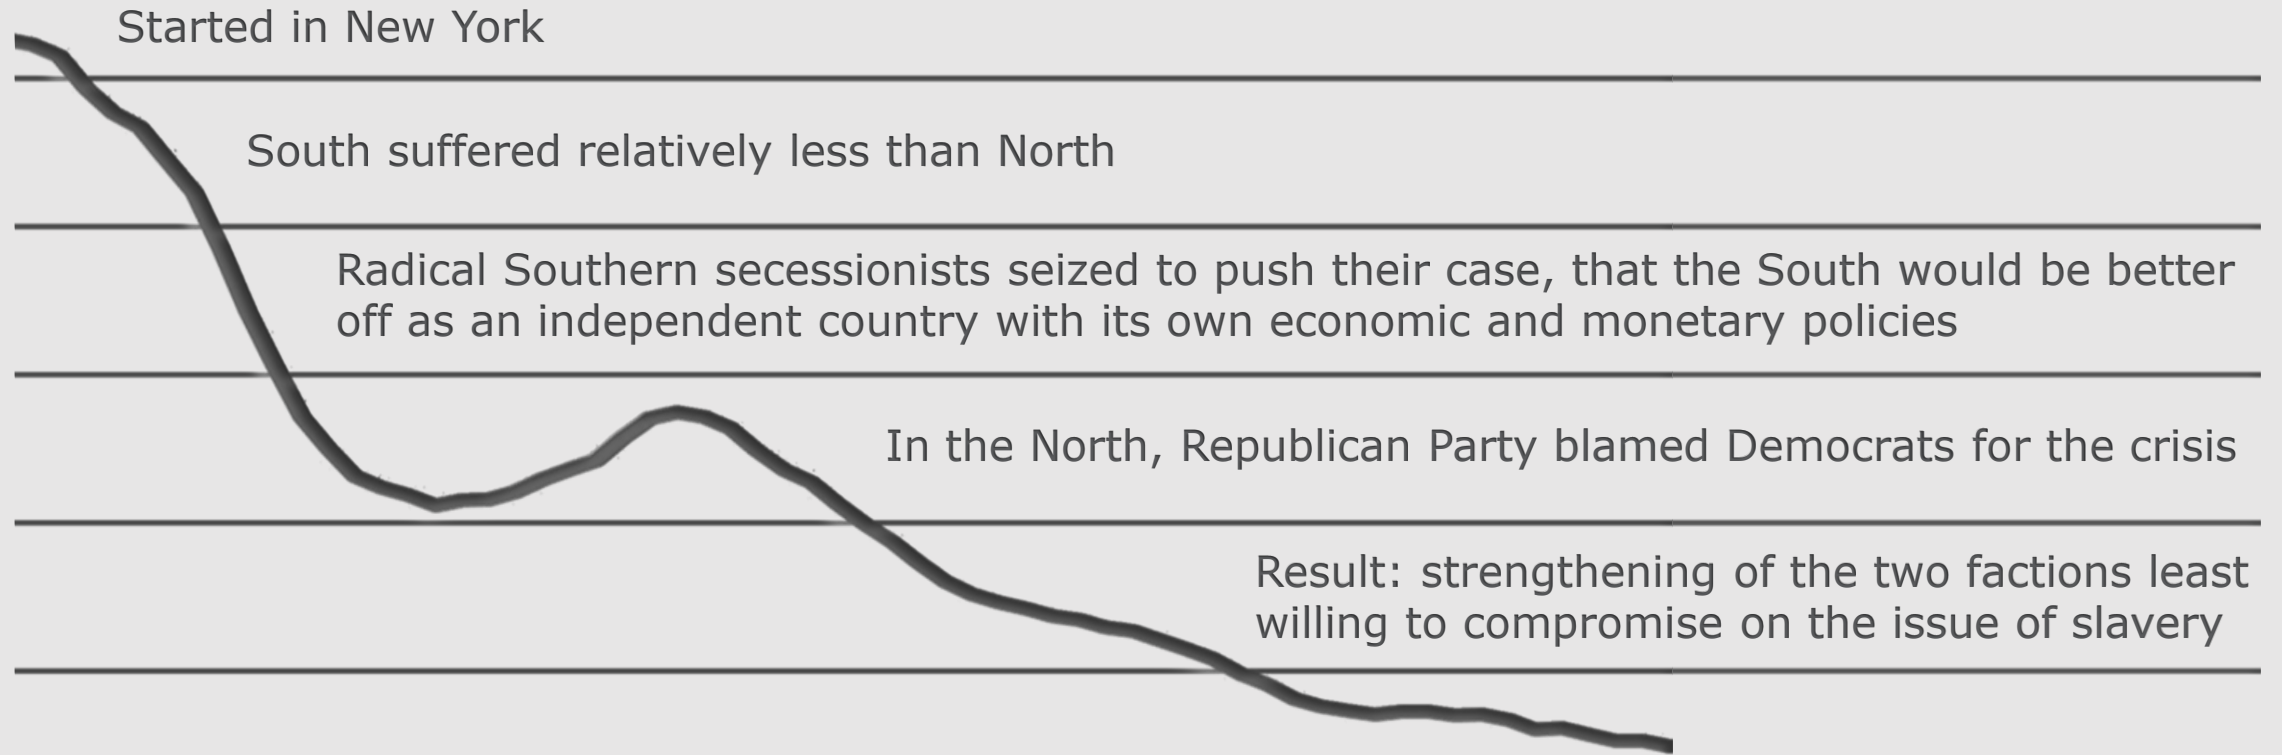 Started in New York
South suffered relatively less than North
Radical Southern secessionists seized to push their case, that the South would be better
off as an independent country with its own economic and monetary policies
In the North, Republican Party blamed Democrats for the crisis
Result: strengthening of the two factions least
willing to compromise on the issue of slavery